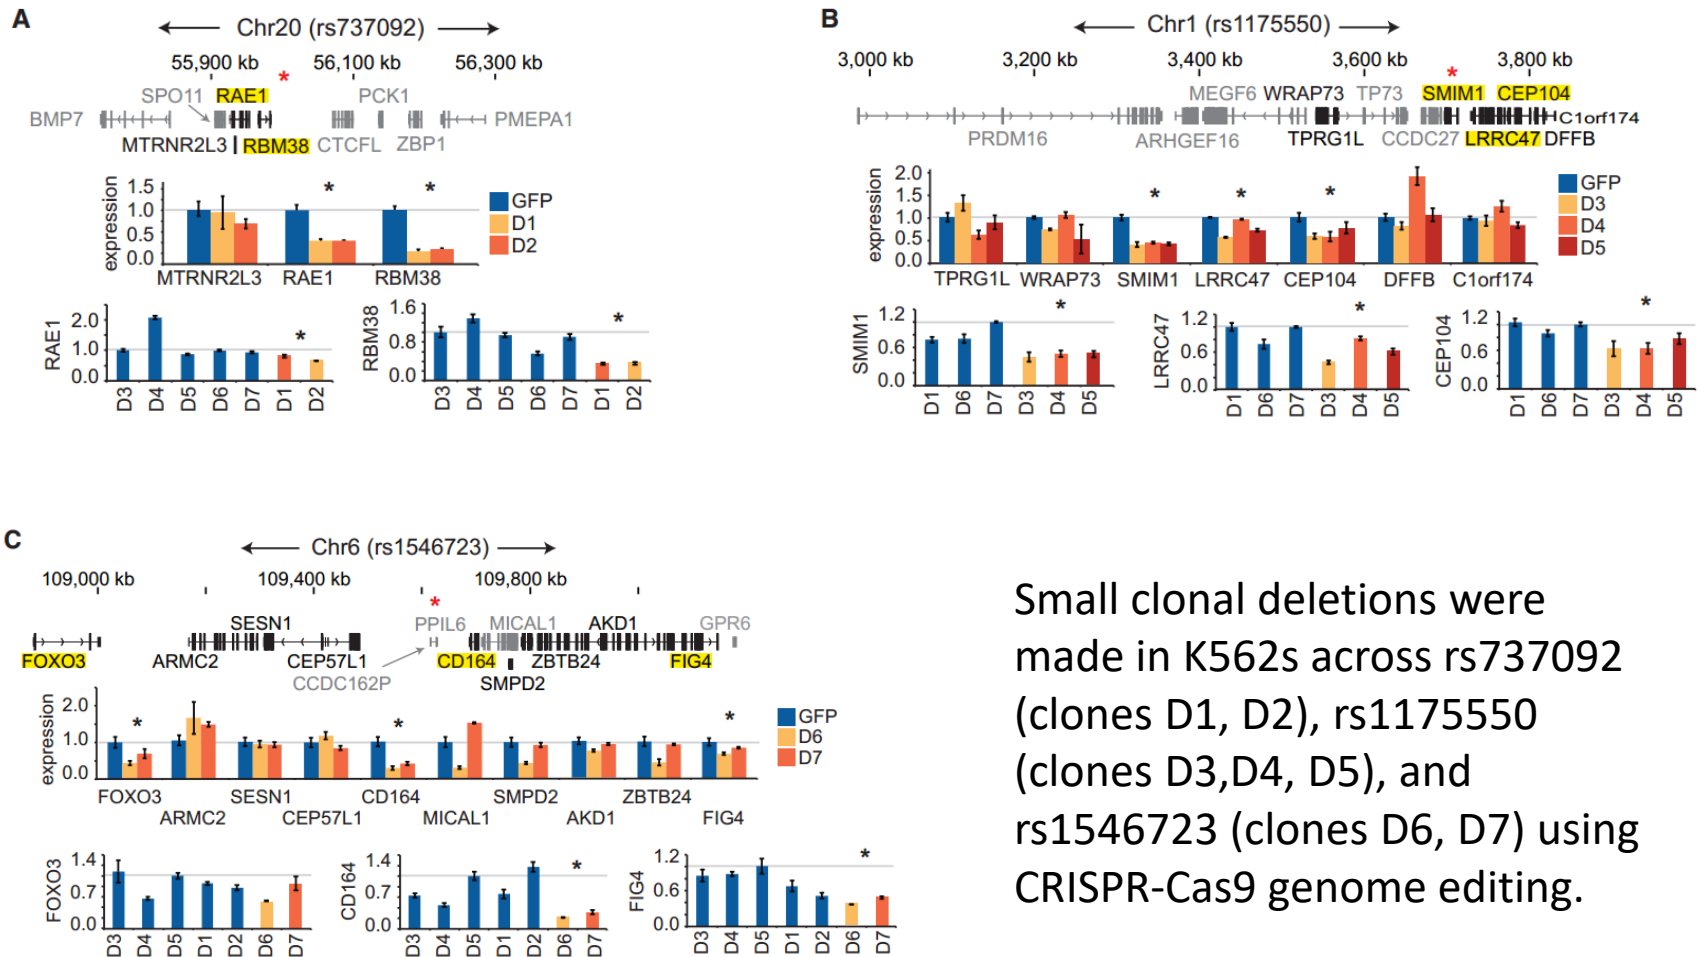 A
Chr20 (rs737092)
55,900 kb 56,100 kb 56,300 kb
*
SPO11 RAE1 PCK1
BMP7 PMEPA1
MTRNR2L3 RBM38 CTCFL ZBP1
expression
1.5
1.0
0.5
0.0
* *
GFP
D1
D2
MTRNR2L3 RAE1 RBM38
RAE1
2.0
1.0
0.0
*
D3 D4 D5 D6 D7 D1 D2
RBM38
1.6
0.8
0.0
*
D3 D4 D5 D6 D7 D1 D2
B
Chr1 (rs1175550)
3,000 kb 3,200 kb 3,400 kb 3,600 kb 3,800 kb
*
MEGF6 WRAP73 TP73 SMIM1 CEP104
C1orf174
PRDM16 ARHGEF16 TPRG1L CCDC27 LRRC47 DFFB
expression
2.0
1.5
1.0
0.5
0.0
* * *
GFP
D3
D4
D5
TPRG1L WRAP73 SMIM1 LRRC47 CEP104 DFFB C1orf174
SMIM1
1.2
0.6
0.0
*
D1 D6 D7 D3 D4 D5
LRRC47
1.2
0.6
0.0
*
D1 D6 D7 D3 D4 D5
CEP104
1.2
0.6
0.0
*
D1 D6 D7 D3 D4 D5
C
Chr6 (rs1546723)
109,000 kb 109,400 kb 109,800 kb
*
SESN1 PPIL6 MICAL1 AKD1 GPR6
FOXO3 ARMC2 CEP57L1 CD164 ZBTB24 FIG4
CCDC162P SMPD2
expression
2.0
1.0
0.0
* * *
GFP
D6
D7
FOXO3 SESN1 CD164 SMPD2 ZBTB24
ARMC2 CEP57L1 MICAL1 AKD1 FIG4
FOXO3
1.4
0.7
0.0
D3 D4 D5 D1 D2 D6 D7
CD164
1.4
0.7
0.0
*
D3 D4 D5 D1 D2 D6 D7
FIG4
1.2
0.6
0.0
*
D3 D4 D5 D1 D2 D6 D7
Small clonal deletions were
made in K562s across rs737092
(clones D1, D2), rs1175550
(clones D3,D4, D5), and
rs1546723 (clones D6, D7) using
CRISPR-Cas9 genome editing.